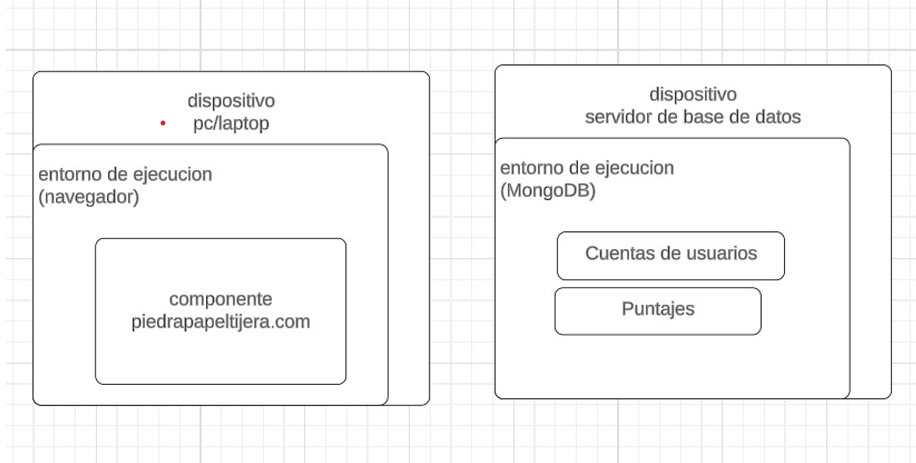 dispositivo
pc/laptop
entorno de ejecucion
(navegador)
componente
piedrapapeltijera.com
dispositivo
servidor de base de datos
entorno de ejecucion
(MongoDB)
Cuentas de usuarios
Puntajes